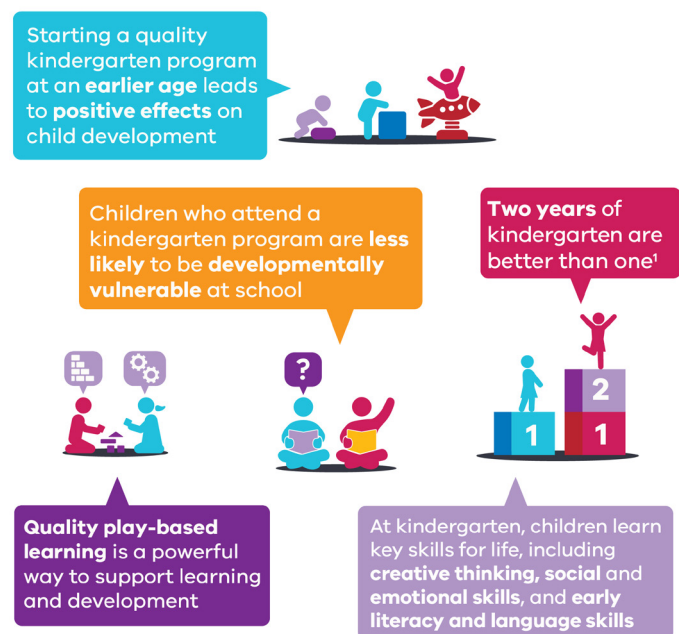 Starting a quality
kindergarten program
at an earlier age leads
to positive effects on
child development
Children who attend a
kindergarten program are less
likely to be developmentally
vulnerable at school
Two years of
kindergarten are
better than one¹
?
2
1
1
Quality play-based
learning is a powerful
way to support learning
and development
At kindergarten, children learn
key skills for life, including
creative thinking, social and
emotional skills, and early
literacy and language skills